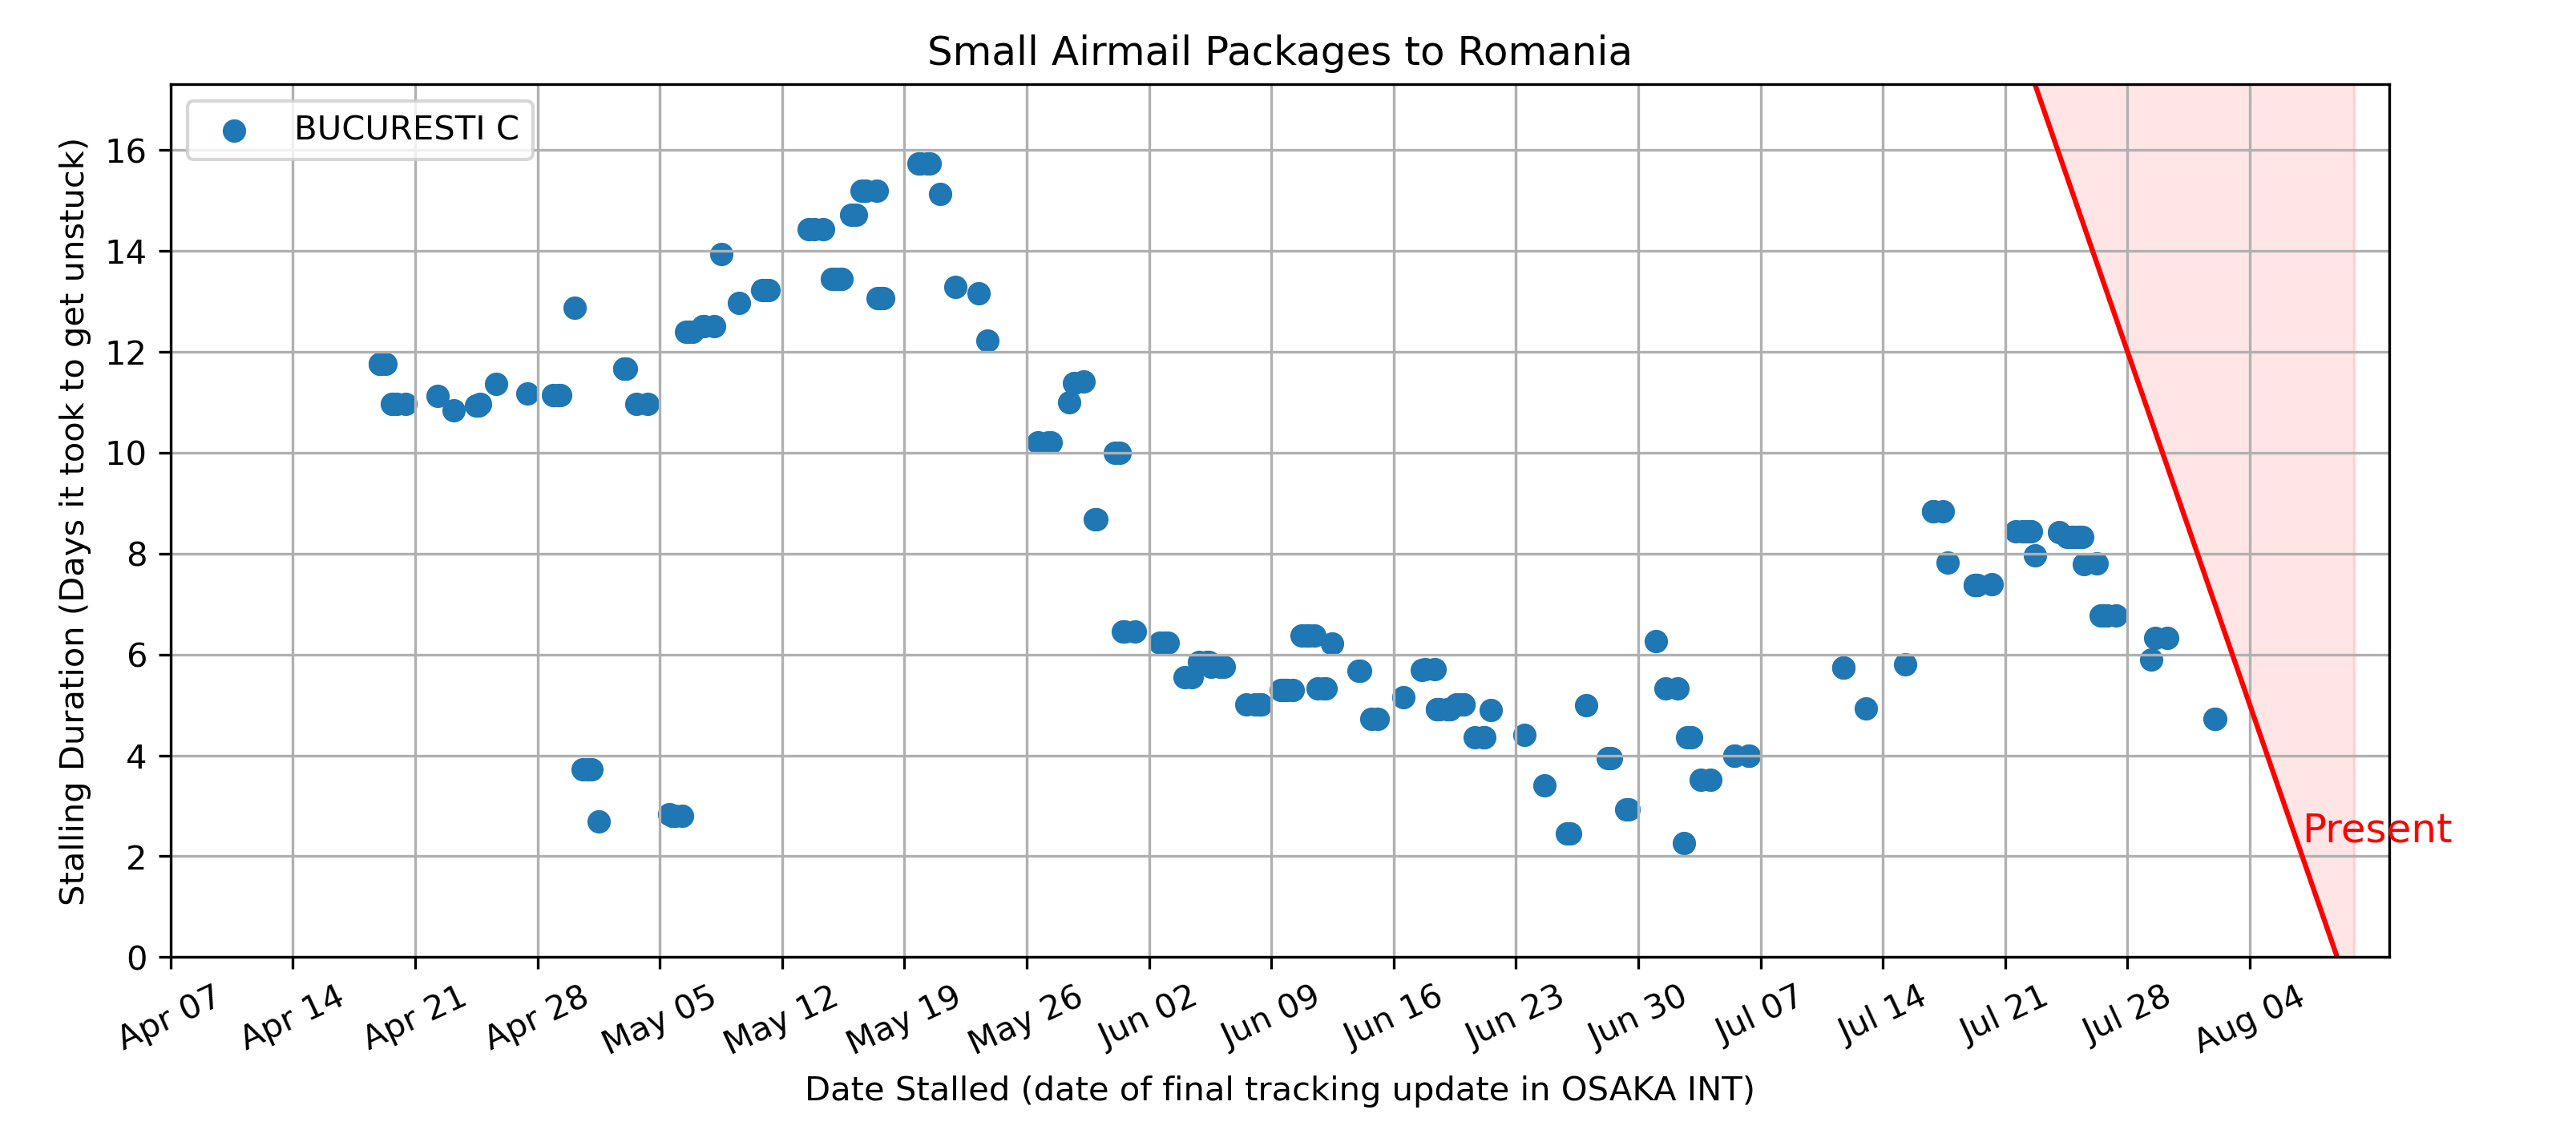 Small Airmail Packages to Romania
BUCURESTI C
Stalling Duration (Days it took to get unstuck)
16
14
12
10
8
6
4
2
0
Present
Apr 07
Apr 14
Apr 21
Apr 28
May 05
May 12
May 19
May 26
Jun 02
Jun 09
Jun 16
Jun 23
Jun 30
Jul 07
Jul 14
Jul 21
Jul 28
Aug 04
Date Stalled (date of final tracking update in OSAKA INT)